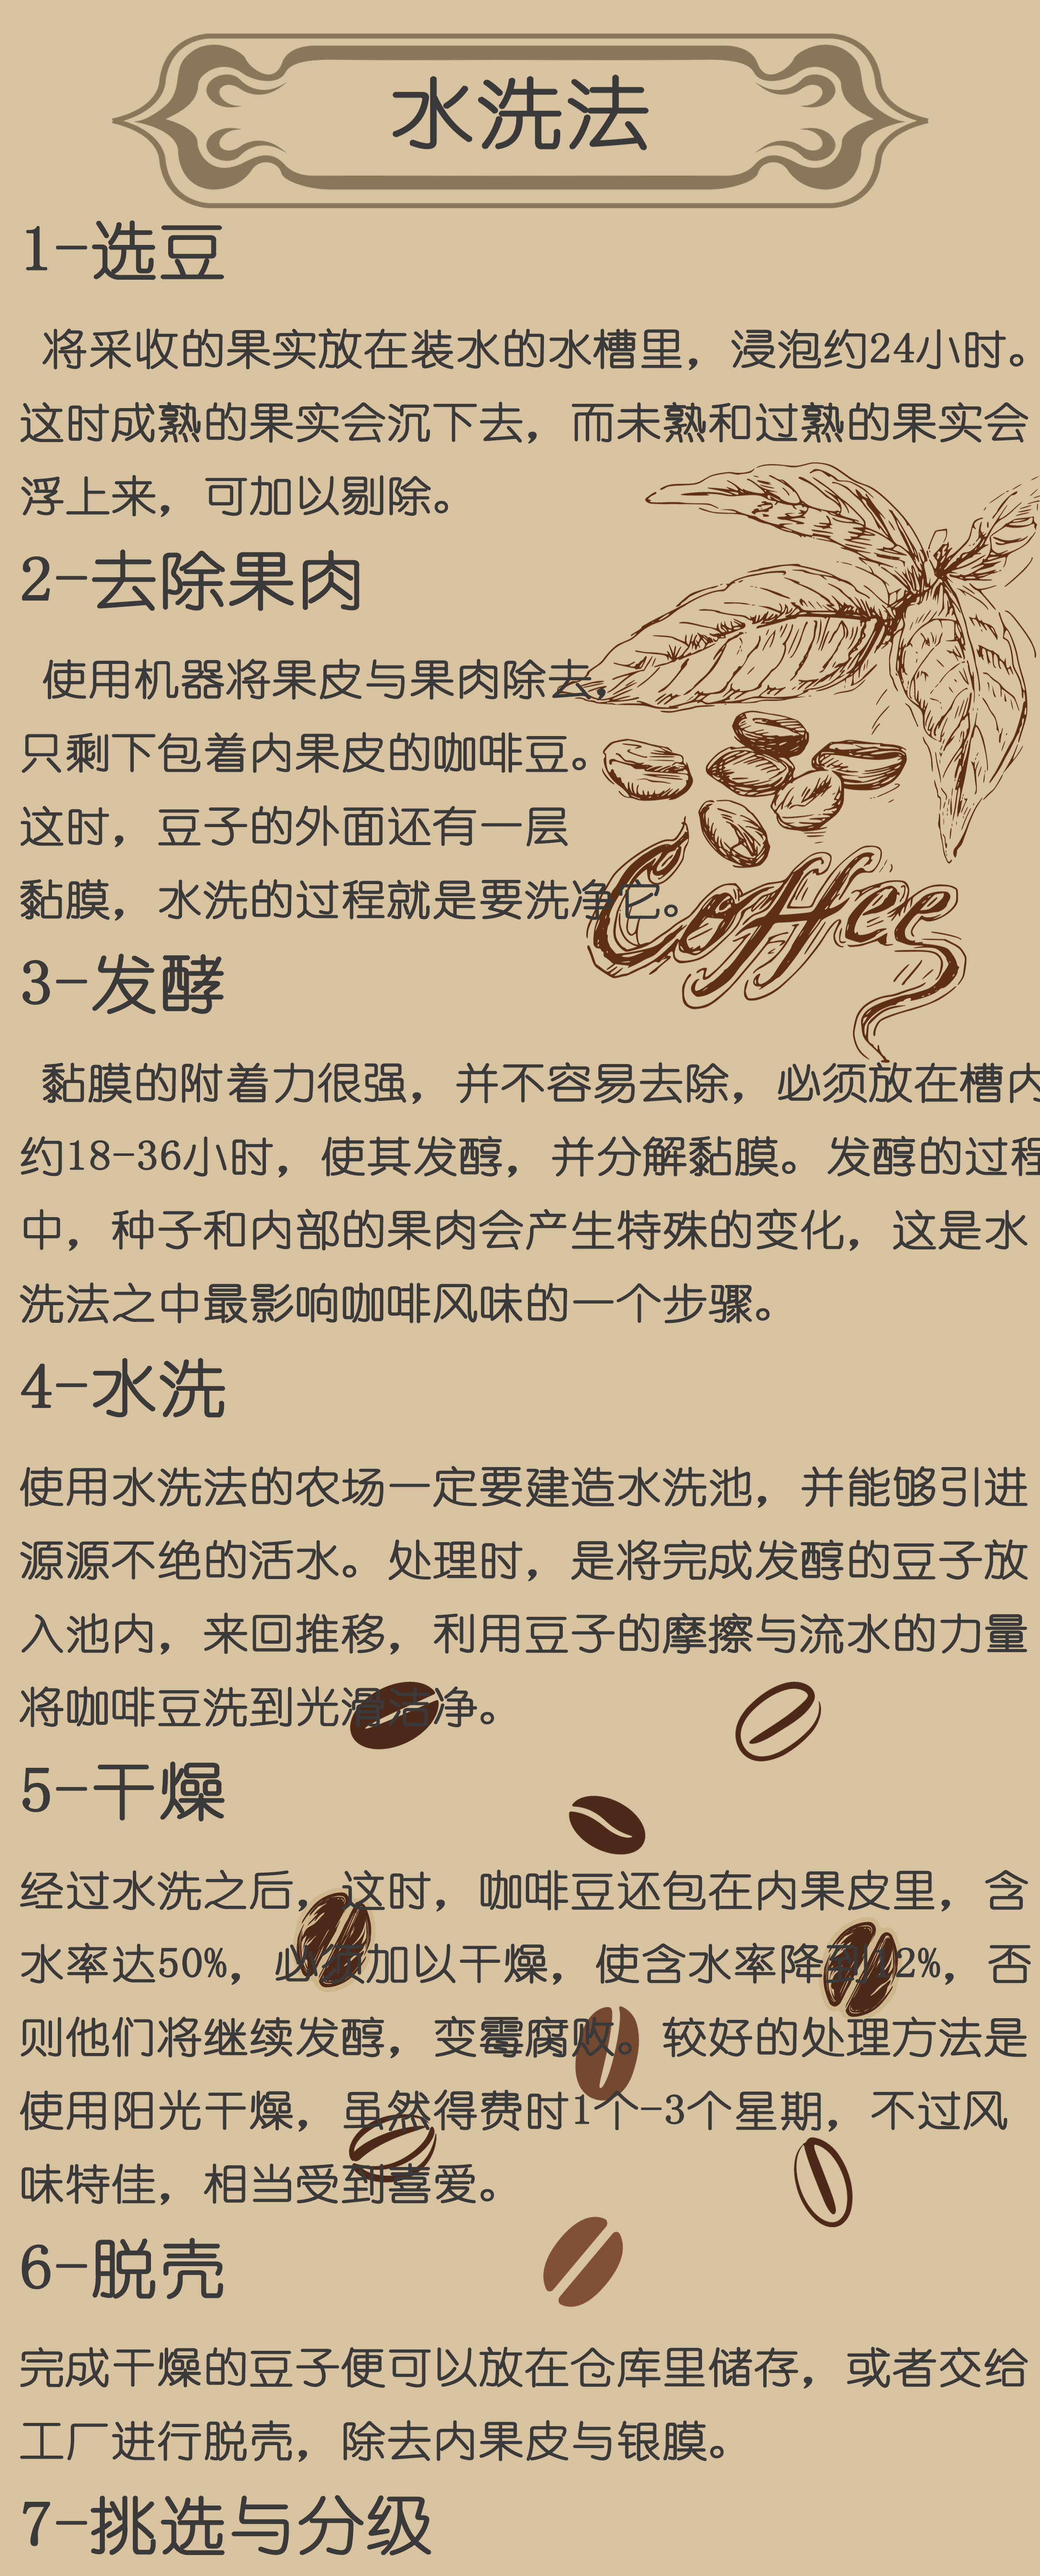 水洗法
1-选豆
将采收的果实放在装水的水槽里，浸泡约24小时。
这时成熟的果实会沉下去，而未熟和过熟的果实会
浮上来，可加以剔除。
2-去除果肉
使用机器将果皮与果肉除去，
只剩下包着内果皮的咖啡豆。
这时，豆子的外面还有一层
黏膜，水洗的过程就是要洗净它。
Coffee
3-发酵
黏膜的附着力很强，并不容易去除，必须放在槽内
约18-36小时，使其发醇，并分解黏膜。发醇的过程
中，种子和内部的果肉会产生特殊的变化，这是水
洗法之中最影响咖啡风味的一个步骤。
4-水洗
使用水洗法的农场一定要建造水洗池，并能够引进
源源不绝的活水。处理时，是将完成发醇的豆子放
入池内，来回推移，利用豆子的摩擦与流水的力量
将咖啡豆洗到光滑洁净。
5-干燥
经过水洗之后，这时，咖啡豆还包在内果皮里，含
水率达50%，必须加以干燥，使含水率降到12%，否
则他们将继续发醇，变霉腐败。较好的处理方法是
使用阳光干燥，虽然得费时1个-3个星期，不过风
味特佳，相当受到喜爱。
6-脱壳
完成干燥的豆子便可以放在仓库里储存，或者交给
工厂进行脱壳，除去内果皮与银膜。
7-挑选与分级